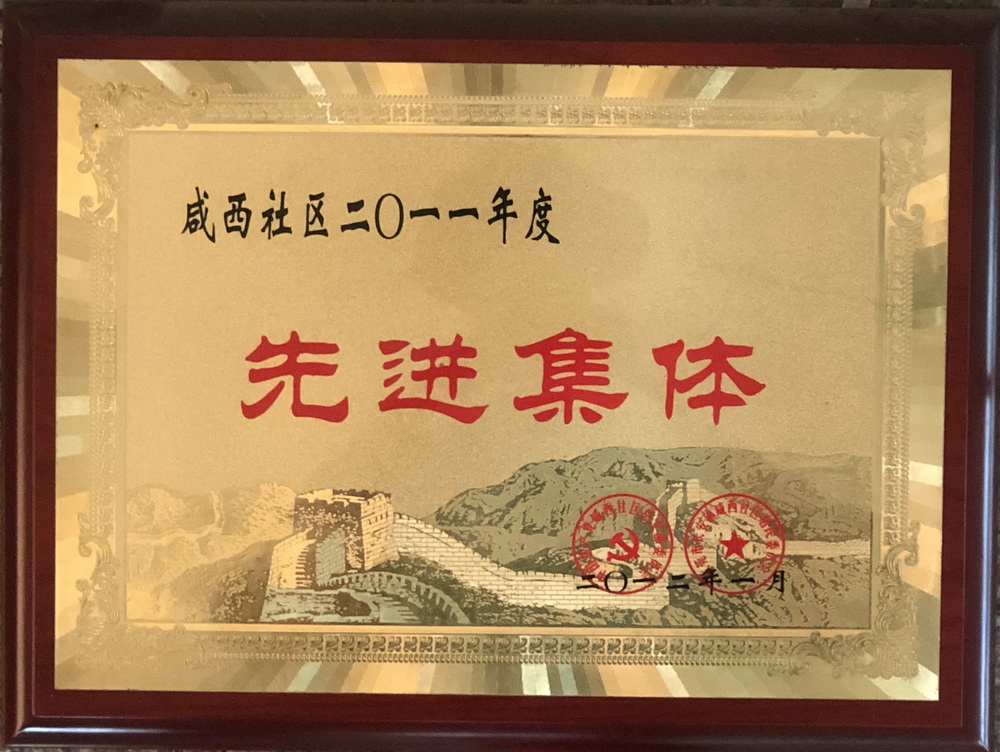 咸西社区二〇一一年度
先进集体
二〇一二年一月